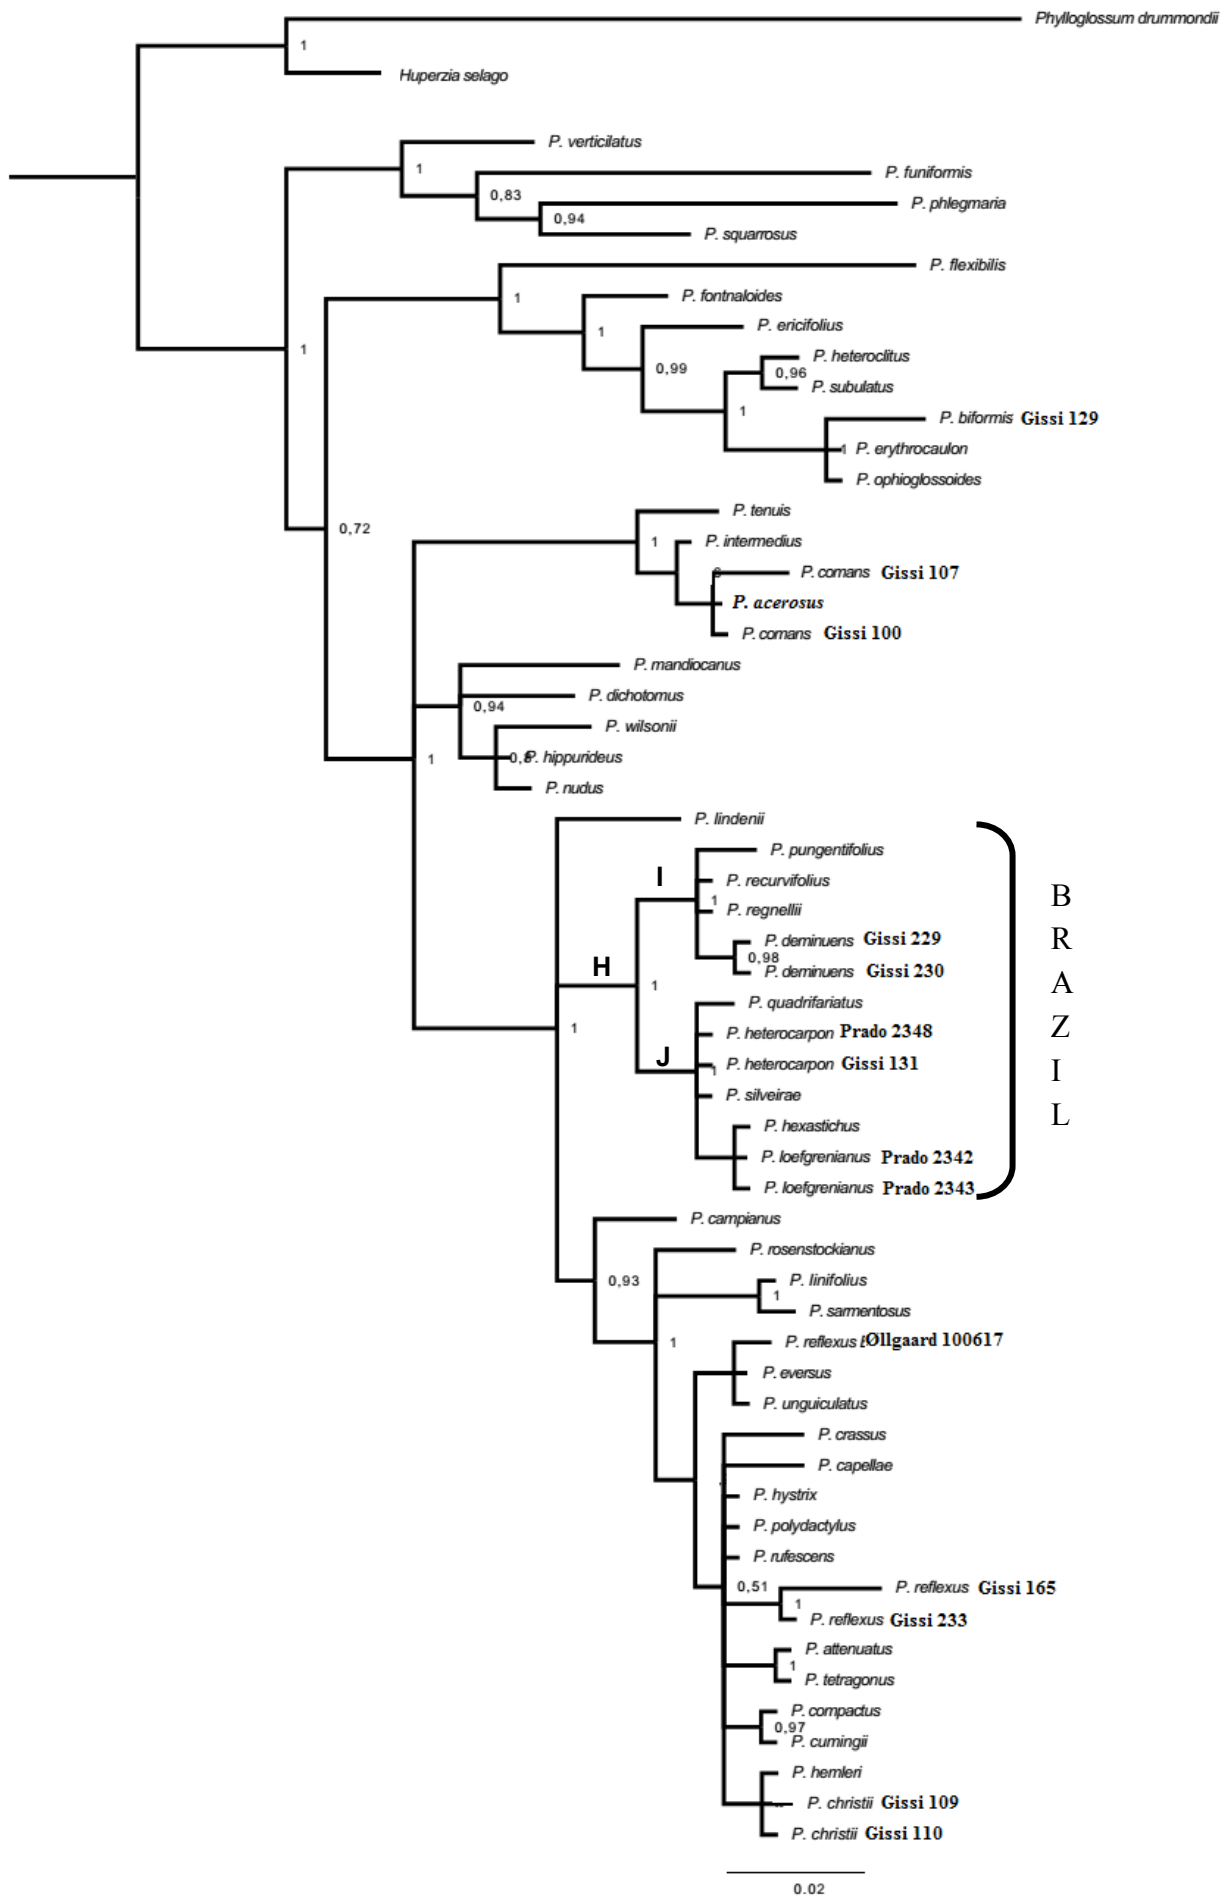 Phylloglossum drummondii
1
Huperzia selago
P. verticilatus
1
P. funiformis
0,83
P. phlegmaria
0,94
P. squarrosus
P. flexibilis
1
P. fontnaloides
1
P. ericifolius
1
P. heteroclitus
0,99
0,96
P. subulatus
1
P. biformis Gissi 129
1 P. erythrocaulon
P. ophioglossoides
P. tenuis
0,72
1
P. intermedius
P. comans Gissi 107
P. acerosus
P. comans Gissi 100
P. mandiocanus
P. dichotomus
0,94
P. wilsonii
1
P. hippurideus
P. nudus
P. lindenii
P. pungentifolius
I
P. recurvifolius
1
P. regnellii
P. deminuens Gissi 229
0,98
H
P. deminuens Gissi 230
1
P. quadrifariatus
1
P. heterocarpon Prado 2348
J
P. heterocarpon Gissi 131
1
P. silveirae
P. hexastichus
P. loefgrenianus Prado 2342
P. loefgrenianus Prado 2343
B
R
A
Z
I
L
P. campianus
P. rosenstockianus
0,93
P. linifolius
1
P. sarmentosus
1
P. reflexus Øllgaard 100617
P. eversus
P. unguiculatus
P. crassus
P. capellae
P. hystrix
P. polydactylus
P. rufescens
0,51
P. reflexus Gissi 165
1
P. reflexus Gissi 233
P. attenuatus
1
P. tetragonus
P. compactus
0,97
P. cumingii
P. hemleri
P. christii Gissi 109
P. christii Gissi 110
0.02